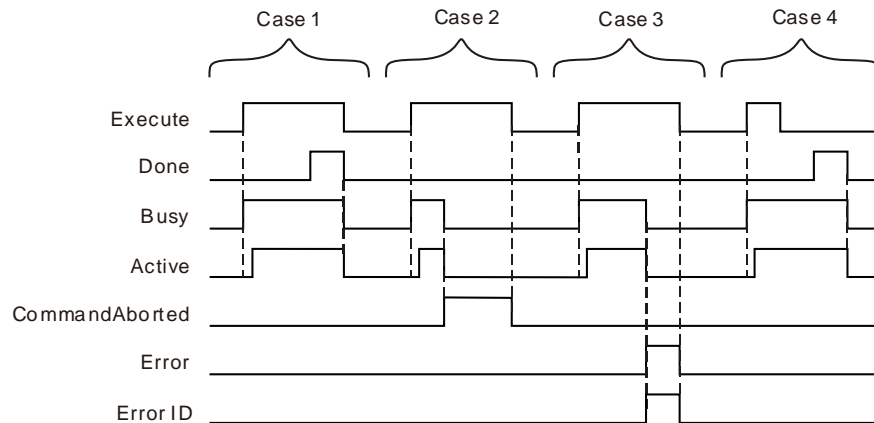 Case 1 Case 2 Case 3 Case 4
Execute
Done
Busy
Active
CommandAborted
Error
Error ID